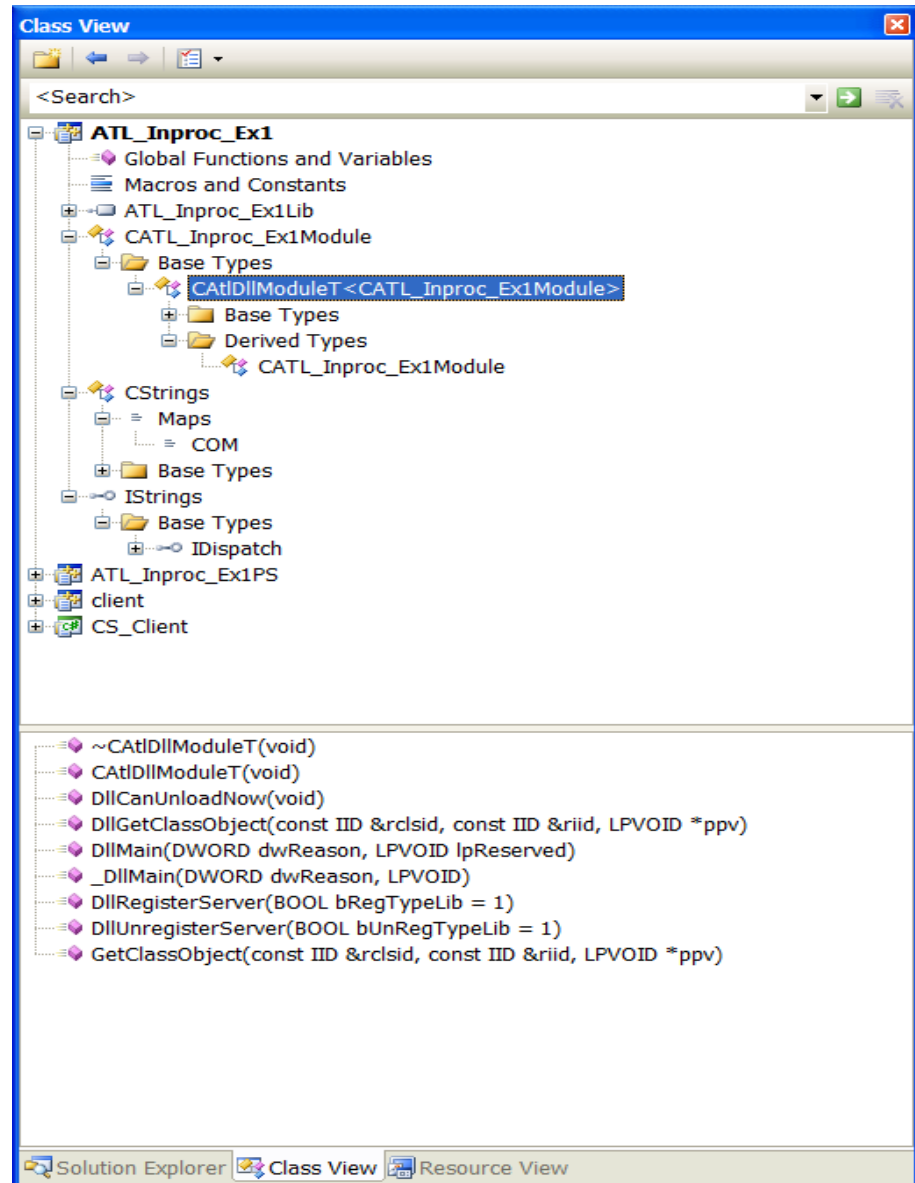 Class View
<Search>
ATL_Inproc_Ex1
Global Functions and Variables
Macros and Constants
ATL_Inproc_Ex1Lib
CATL_Inproc_Ex1Module
Base Types
CAtlDllModuleT<CATL_Inproc_Ex1Module>
Base Types
Derived Types
CATL_Inproc_Ex1Module
CStrings
Maps
COM
Base Types
IStrings
Base Types
IDispatch
ATL_Inproc_Ex1PS
client
CS_Client
~CAtlDllModuleT(void)
CAtlDllModuleT(void)
DllCanUnloadNow(void)
DllGetClassObject(const IID &rclsid, const IID &riid, LPVOID *ppv)
DllMain(DWORD dwReason, LPVOID lpReserved)
_DllMain(DWORD dwReason, LPVOID)
DllRegisterServer(BOOL bRegTypeLib = 1)
DllUnregisterServer(BOOL bUnRegTypeLib = 1)
GetClassObject(const IID &rclsid, const IID &riid, LPVOID *ppv)
Solution Explorer Class View Resource View